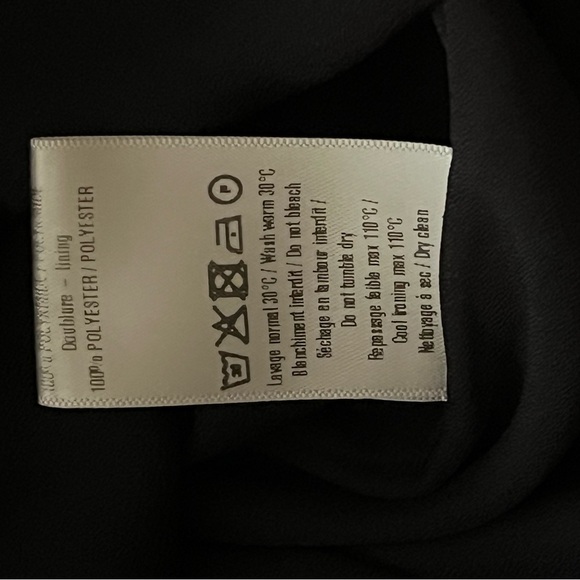 Doublure - lining
100% POLYESTER / POLYESTER
P
Lavage normal 30°C / Wash warm 30°C
Blanchiment interdit / Do not bleach
Séchage en tambour interdit /
Do not tumble dry
Repassage faible max 110°C /
Cool ironing max 110°C
Nettoyage à sec / Dry clean